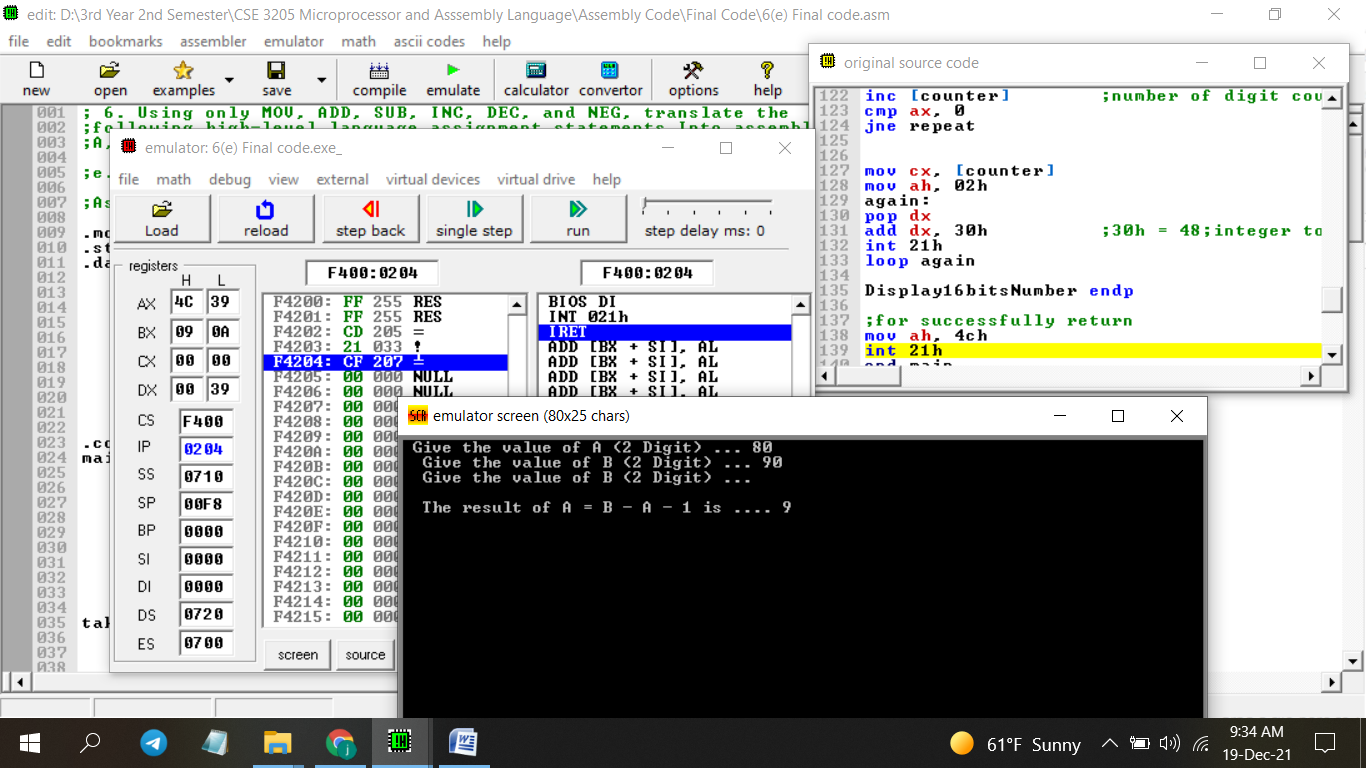 edit: D:\3rd Year 2nd Semester\CSE 3205 Microprocessor and Asssembly Language\Assembly Code\Final Code\6(e) Final code.asm
file edit bookmarks assembler emulator math ascii codes help
new open examples save compile emulate calculator convertor options help
001 ; 6. Using only MOV, ADD, SUB, INC, DEC, and NEG, translate the
002 ;following high-level language assignment statements Into assembl
003 ;A,
004
005 ;e.
006
007 ;As
008
009 .mo
010 .st
011 .da
012
013
014
015
016
017
018
019
020
021
022
023 .co
024 mai
025
026
027
028
029
030
031
032
033
034
035 tak
036
037
038
original source code
122 inc [counter] ;number of digit cou
123 cmp ax, 0
124 jne repeat
125
126
127 mov cx, [counter]
128 mov ah, 02h
129 again:
130 pop dx
131 add dx, 30h ;30h = 48;integer to
132 int 21h
133 loop again
134
135 Display16bitsNumber endp
136
137 ;for successfully return
138 mov ah, 4ch
139 int 21h
140 end main
emulator: 6(e) Final code.exe_
file math debug view external virtual devices virtual drive help
Load reload step back single step run step delay ms: 0
registers
H L
AX 4C 39
BX 09 0A
CX 00 00
DX 00 39
CS F400
IP 0204
SS 0710
SP 00F8
BP 0000
SI 0000
DI 0000
DS 0720
ES 0700
F400:0204 F400:0204
F4200: FF 255 RES
F4201: FF 255 RES
F4202: CD 205 =
F4203: 21 033 !
F4204: CF 207 ╧
F4205: 00 000 NULL
F4206: 00 000 NULL
F4207: 00 000
F4208: 00 000
F4209: 00 000
F420A: 00 000
F420B: 00 000
F420C: 00 000
F420D: 00 000
F420E: 00 000
F420F: 00 000
F4210: 00 000
F4211: 00 000
F4212: 00 000
F4213: 00 000
F4214: 00 000
F4215: 00 000
BIOS DI
INT 021h
IRET
ADD [BX + SI], AL
ADD [BX + SI], AL
ADD [BX + SI], AL
ADD [BX + SI], AL
screen source
emulator screen (80x25 chars)
Give the value of A (2 Digit) ... 80
Give the value of B (2 Digit) ... 90
Give the value of B (2 Digit) ...
The result of A = B - A - 1 is .... 9
61°F Sunny
9:34 AM
19-Dec-21